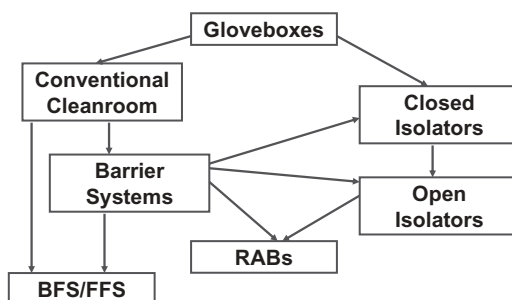 Gloveboxes
Conventional
Cleanroom
Closed
Isolators
Barrier
Systems
Open
Isolators
RABs
BFS/FFS